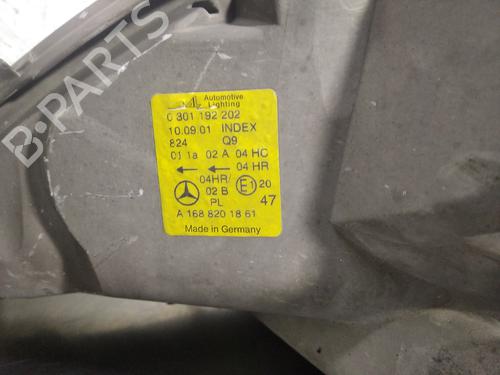 B-PARTS
Automotive
Lighting
0 301 192 202
10.09.01 INDEX
824 Q9
01 1a 02 A 04 HC
04 HR
04HR/
02 B E1 20
PL 47
A 168 820 18 61
Made in Germany